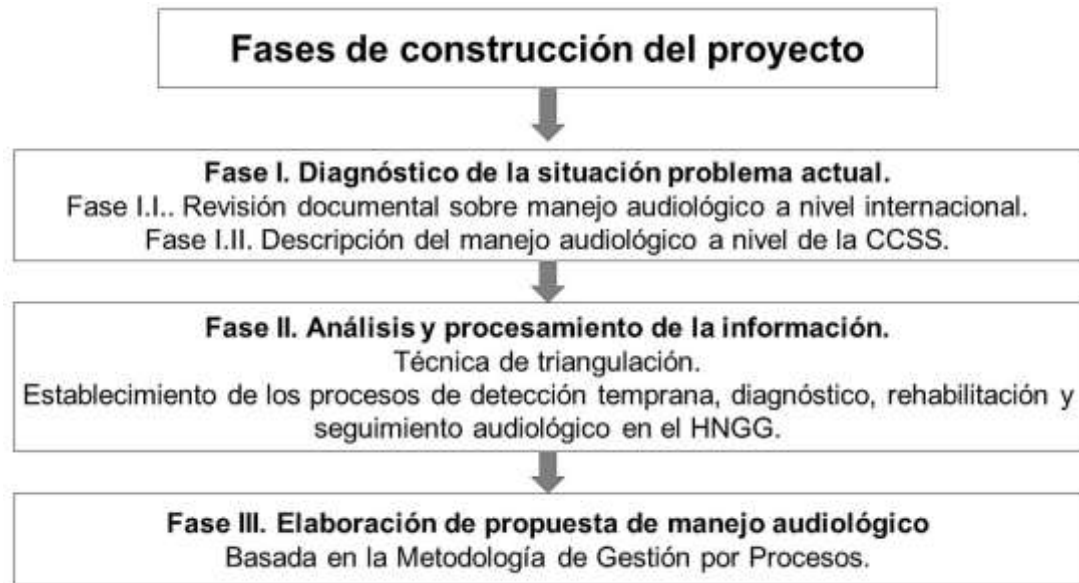 Fases de construcción del proyecto
Fase I. Diagnóstico de la situación problema actual.
Fase I.I.. Revisión documental sobre manejo audiológico a nivel internacional.
Fase I.II. Descripción del manejo audiológico a nivel de la CCSS.
Fase II. Análisis y procesamiento de la información.
Técnica de triangulación.
Establecimiento de los procesos de detección temprana, diagnóstico, rehabilitación y
seguimiento audiológico en el HNGG.
Fase III. Elaboración de propuesta de manejo audiológico
Basada en la Metodología de Gestión por Procesos.